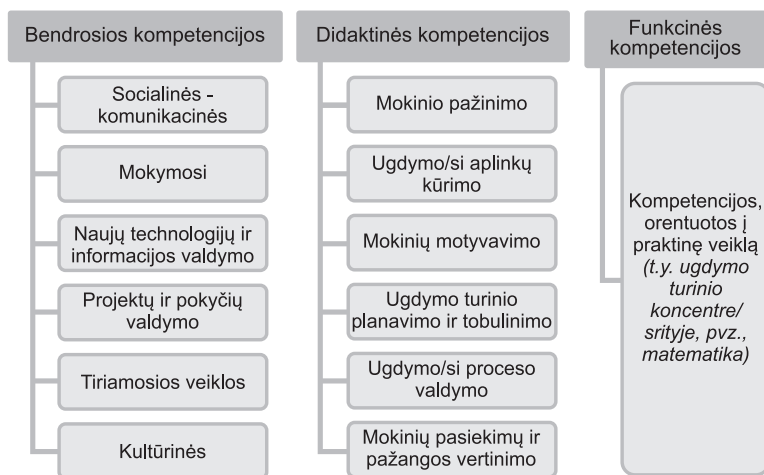 Bendrosios kompetencijos
Socialinės -
komunikacinės
Mokymosi
Naujų technologijų ir
informacijos valdymo
Projektų ir pokyčių
valdymo
Tiriamosios veiklos
Kultūrinės
Didaktinės kompetencijos
Mokinio pažinimo
Ugdymo/si aplinkų
kūrimo
Mokinių motyvavimo
Ugdymo turinio
planavimo ir tobulinimo
Ugdymo/si proceso
valdymo
Mokinių pasiekimų ir
pažangos vertinimo
Funkcinės
kompetencijos
Kompetencijos,
orentuotos į
praktinę veiklą
(t.y. ugdymo
turinio
koncentre/
srityje, pvz.,
matematika)